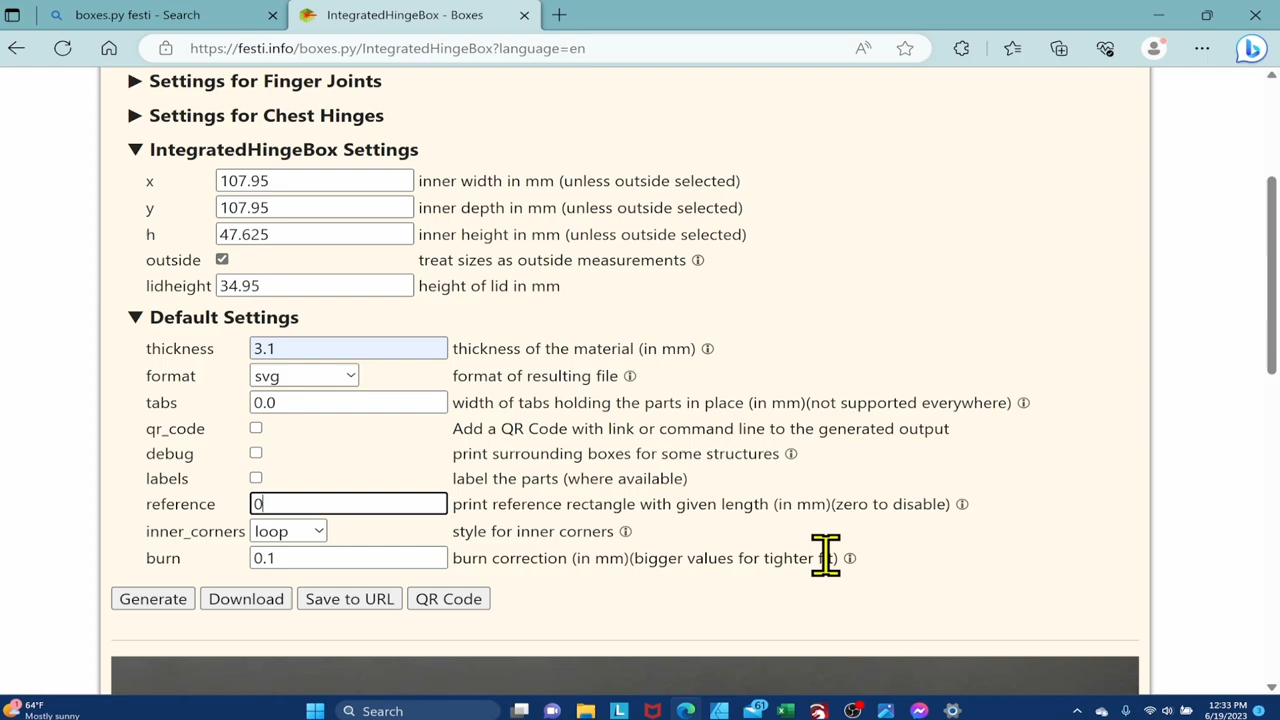 boxes.py festi - Search
IntegratedHingeBox - Boxes
https://festi.info/boxes.py/IntegratedHingeBox?language=en
Settings for Finger Joints
Settings for Chest Hinges
IntegratedHingeBox Settings
x 107.95 inner width in mm (unless outside selected)
y 107.95 inner depth in mm (unless outside selected)
h 47.625 inner height in mm (unless outside selected)
outside treat sizes as outside measurements
lidheight 34.95 height of lid in mm
Default Settings
thickness 3.1 thickness of the material (in mm)
format svg format of resulting file
tabs 0.0 width of tabs holding the parts in place (in mm)(not supported everywhere)
qr_code Add a QR Code with link or command line to the generated output
debug print surrounding boxes for some structures
labels label the parts (where available)
reference 0 print reference rectangle with given length (in mm)(zero to disable)
inner_corners loop style for inner corners
burn 0.1 burn correction (in mm)(bigger values for tighter fit)
Generate Download Save to URL QR Code
64°F
Mostly sunny
Search
61
12:33 PM
6/19/2023